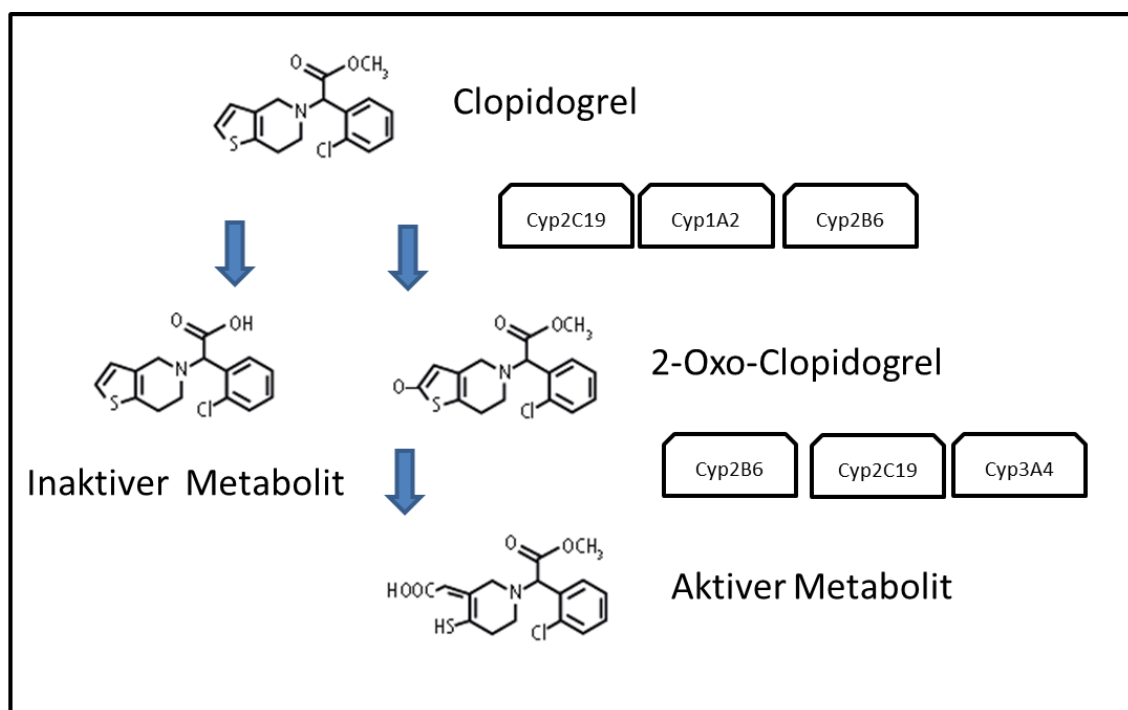 O
OCH3
N
S
Cl
Clopidogrel
Cyp2C19
Cyp1A2
Cyp2B6
O
OH
N
S
Cl
O
OCH3
N
O
S
Cl
2-Oxo-Clopidogrel
Inaktiver Metabolit
Cyp2B6
Cyp2C19
Cyp3A4
O
OCH3
HOOC
N
HS
Cl
Aktiver Metabolit